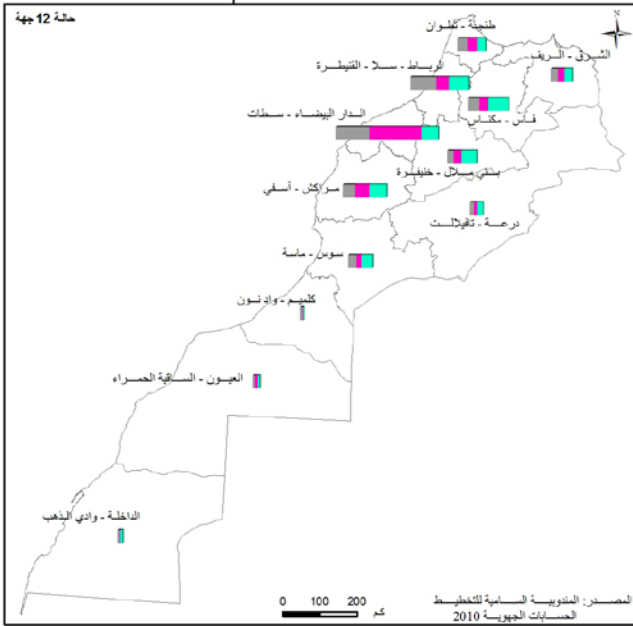 حالة 12 جهة
N
طنجة - تطوان
الشرق - الريف
الرباط - سلا - القنيطرة
فاس - مكناس
الدار البيضاء - سطات
بني ملال - خنيفرة
مراكش - أسفي
درعة - تافيلالت
سوس - ماسة
كلميم - واد نون
العيون - الساقية الحمراء
الداخلة - وادي الذهب
0 100 200
كم
المصدر: المندوبية السامية للتخطيط
الحسابات الجهوية 2010